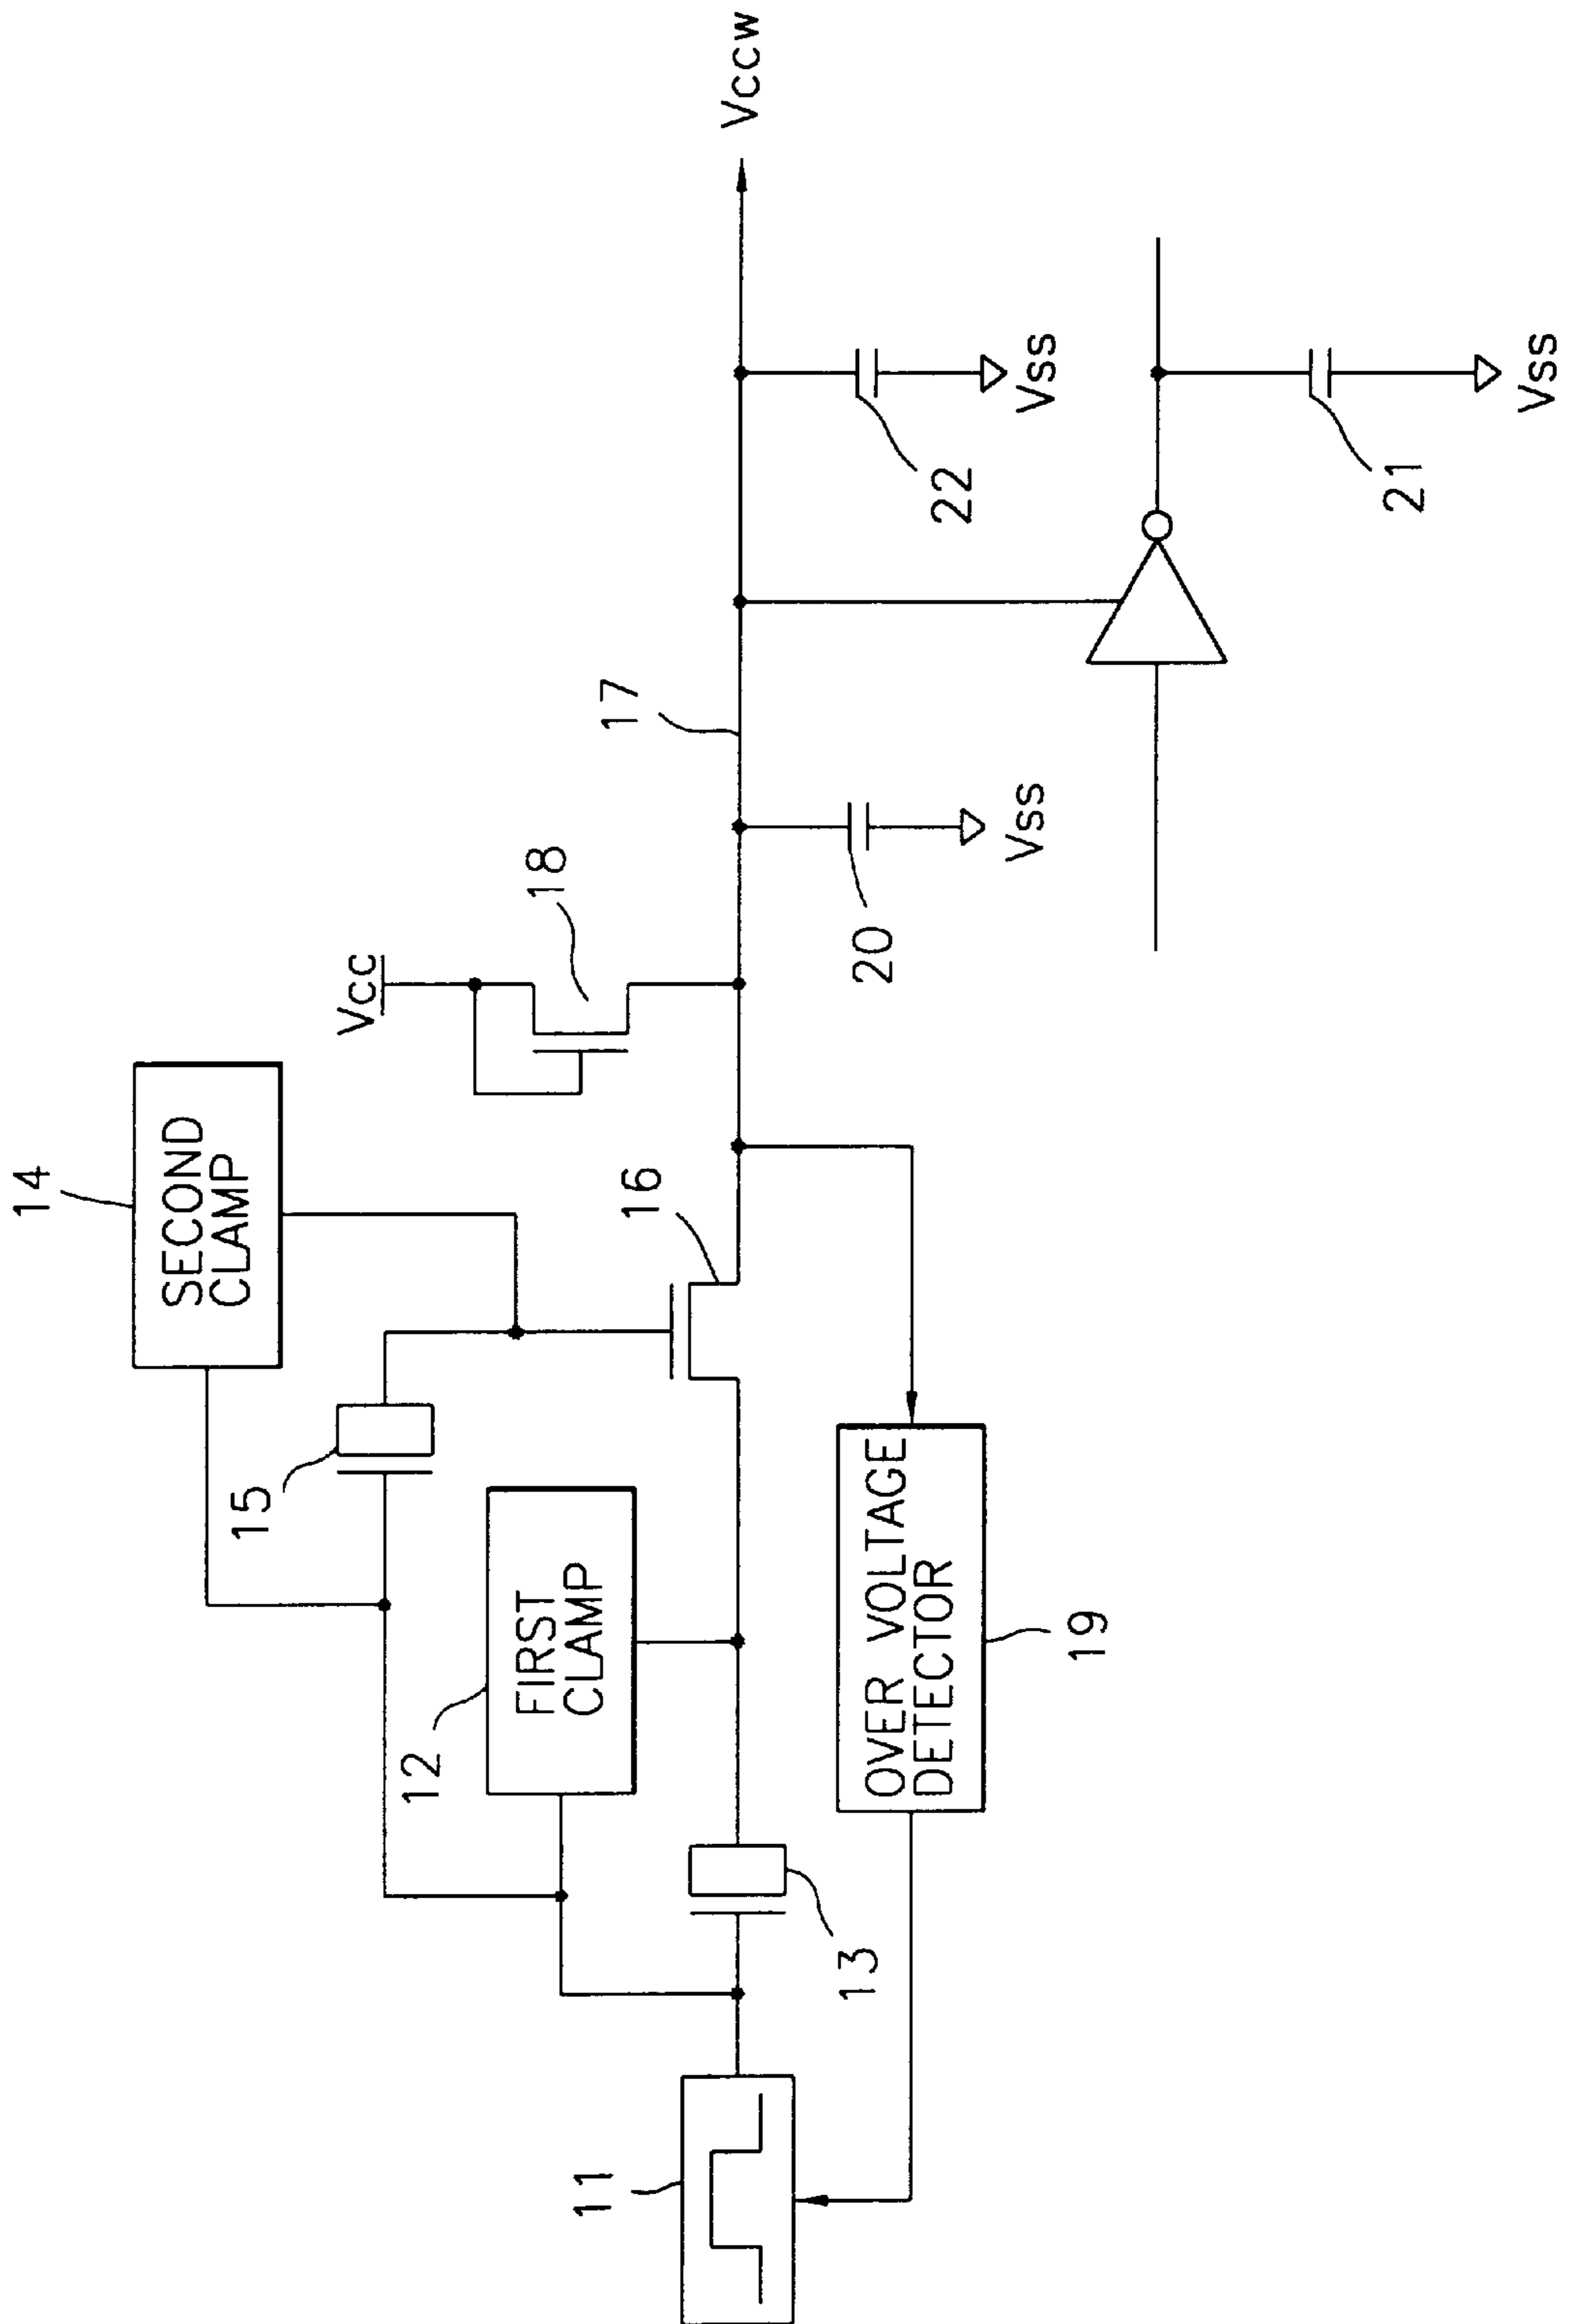 14
SECOND
CLAMP
15
Vcc
18
12
FIRST
CLAMP
16
17
Vccw
11
13
OVER VOLTAGE
DETECTOR
19
20
Vss
22
Vss
21
Vss